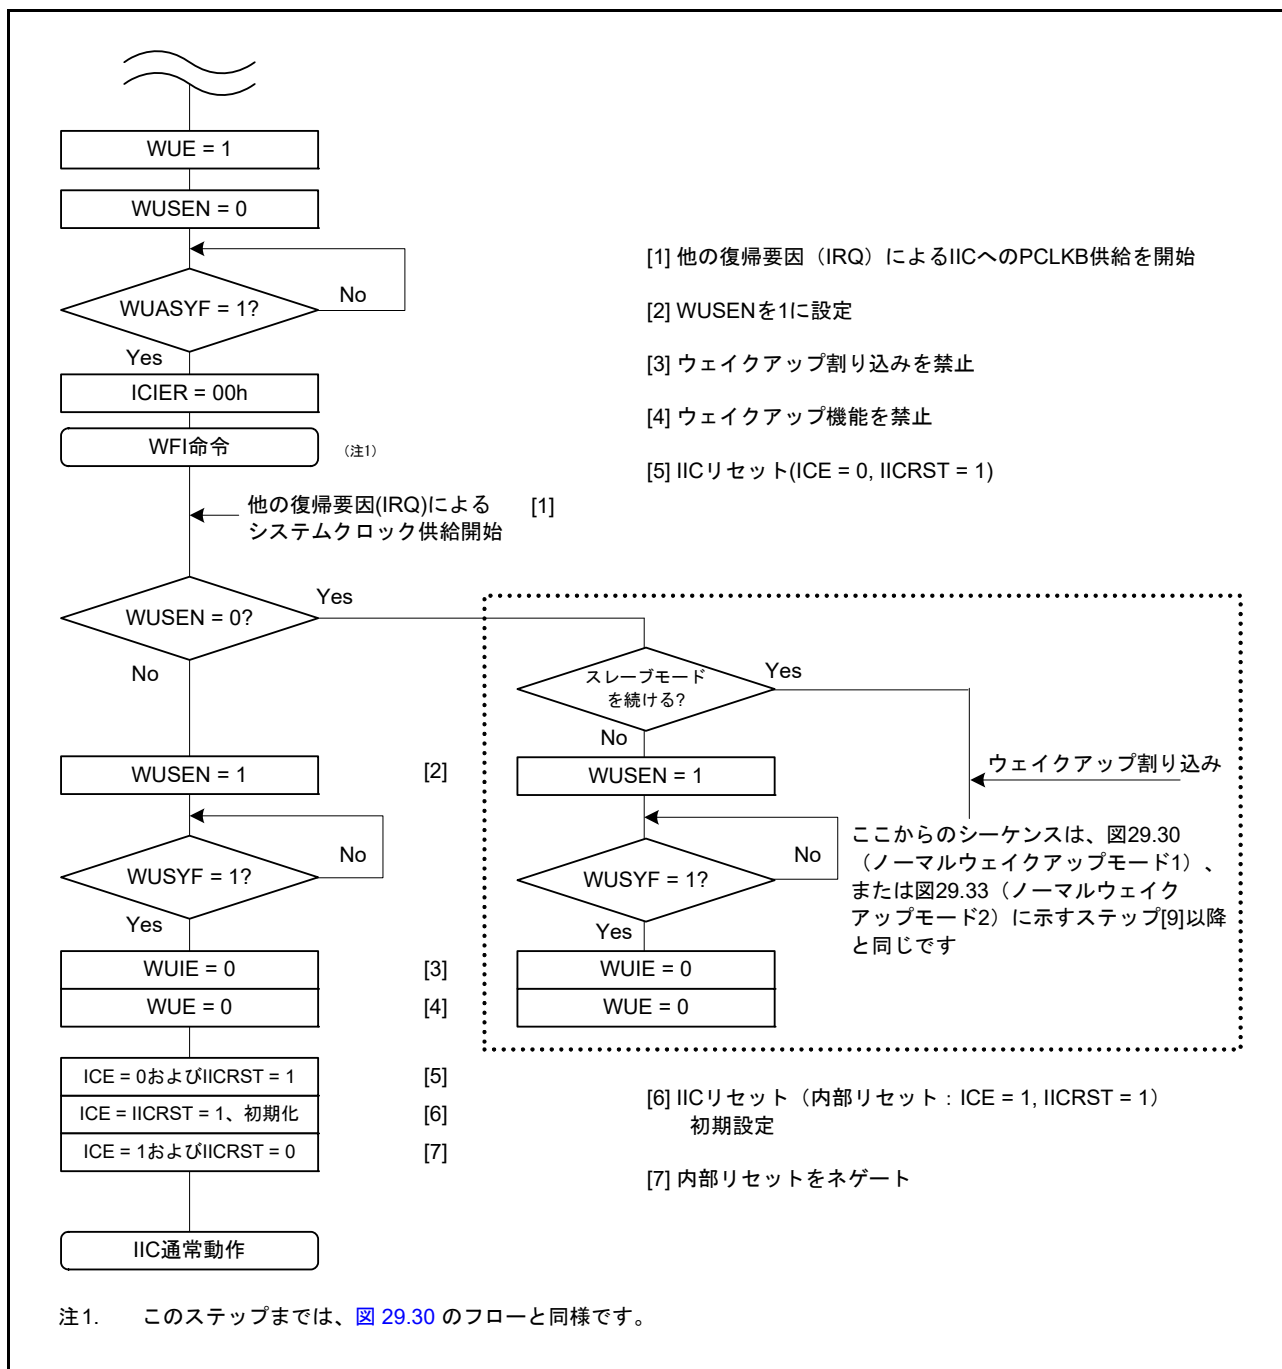 WUE = 1
WUSEN = 0
WUASYF = 1?
No
Yes
ICIER = 00h
WFI命令
（注1）
他の復帰要因(IRQ)による
システムクロック供給開始
[1]
[1] 他の復帰要因（IRQ）によるIICへのPCLKB供給を開始
[2] WUSENを1に設定
[3] ウェイクアップ割り込みを禁止
[4] ウェイクアップ機能を禁止
[5] IICリセット(ICE = 0, IICRST = 1)
WUSEN = 0?
Yes
No
WUSEN = 1
[2]
WUSYF = 1?
No
Yes
WUIE = 0
[3]
WUE = 0
[4]
スレーブモード
を続ける?
Yes
No
WUSEN = 1
WUSYF = 1?
No
Yes
WUIE = 0
WUE = 0
ウェイクアップ割り込み
ここからのシーケンスは、図29.30
（ノーマルウェイクアップモード1）、
または図29.33（ノーマルウェイク
アップモード2）に示すステップ[9]以降
と同じです
ICE = 0およびIICRST = 1
[5]
ICE = IICRST = 1、初期化
[6]
ICE = 1およびIICRST = 0
[7]
[6] IICリセット（内部リセット：ICE = 1, IICRST = 1）
初期設定
[7] 内部リセットをネゲート
IIC通常動作
注1. このステップまでは、図 29.30 のフローと同様です。